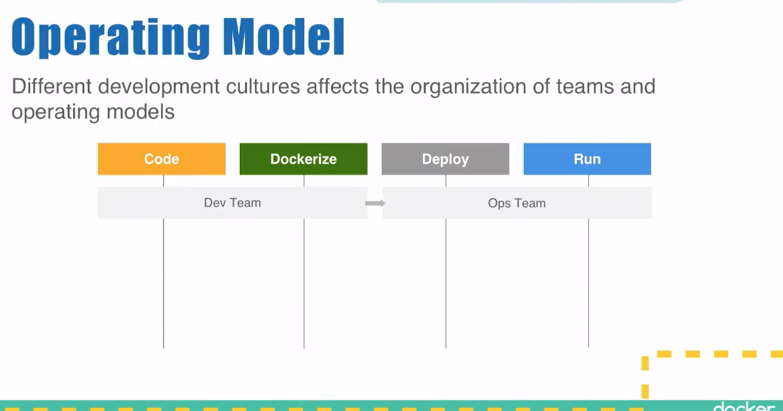 Operating Model
Different development cultures affects the organization of teams and
operating models
Code Dockerize Deploy Run
Dev Team Ops Team
docker